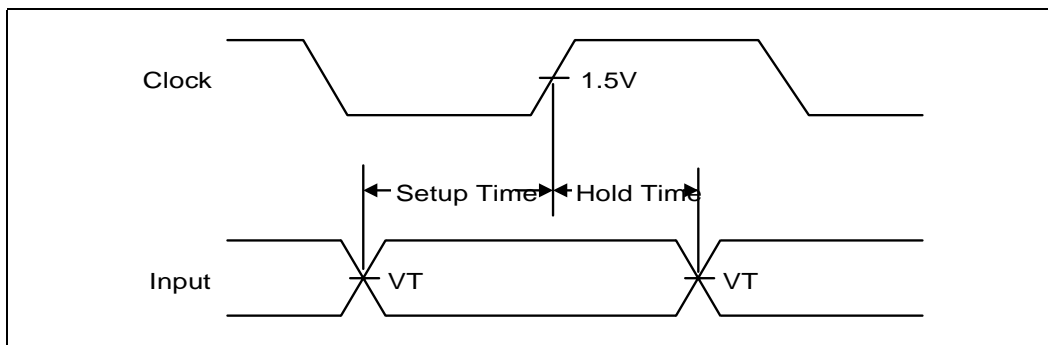 Clock
1.5V
Setup Time
Hold Time
Input
VT
VT